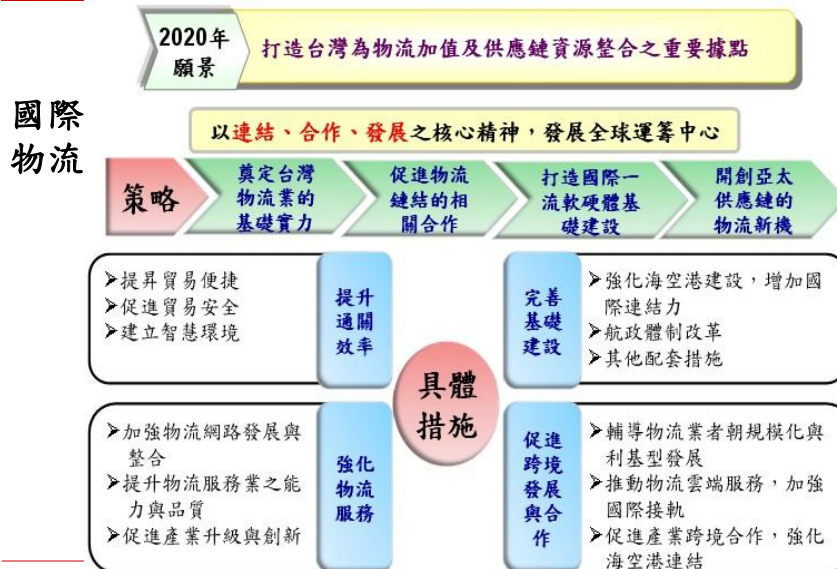 國際
物流
2020年
願景
打造台灣為物流加值及供應鏈資源整合之重要據點
以連結、合作、發展之核心精神，發展全球運籌中心
策略
奠定台灣
物流業的
基礎實力
促進物流
鏈結的相
關合作
打造國際一
流軟硬體基
礎建設
開創亞太
供應鏈的
物流新機
➢提昇貿易便捷
➢促進貿易安全
➢建立智慧環境
提升
通關
效率
完善
基礎
建設
➢強化海空港建設，增加國
際連結力
➢航政體制改革
➢其他配套措施
具體
措施
➢加強物流網路發展與
整合
➢提升物流服務業之能
力與品質
➢促進產業升級與創新
強化
物流
服務
促進
跨境
發展
與合
作
➢輔導物流業者朝規模化與
利基型發展
➢推動物流雲端服務，加強
國際接軌
➢促進產業跨境合作，強化
海空港連結